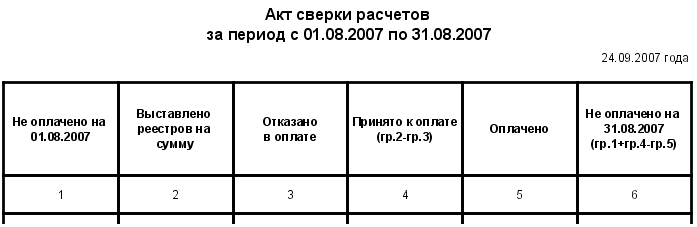 Акт сверки расчетов
за период с 01.08.2007 по 31.08.2007
24.09.2007 года
Не оплачено на
01.08.2007
Выставлено
реестров на
сумму
Отказано
в оплате
Принято к оплате
(гр.2-гр.3)
Оплачено
Не оплачено на
31.08.2007
(гр.1+гр.4-гр.5)
1
2
3
4
5
6